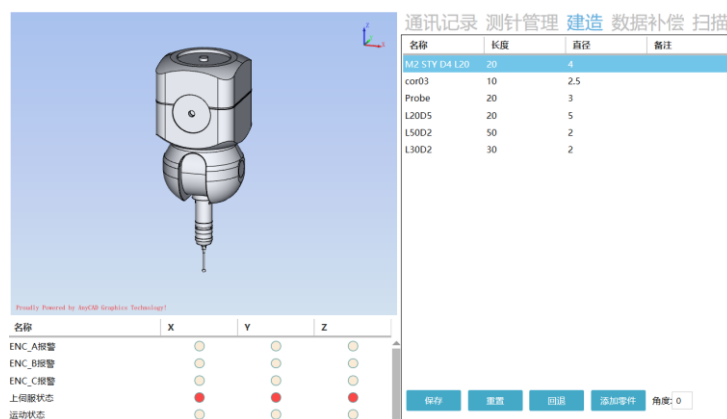 通讯记录 测针管理 建造 数据补偿 扫描
名称 长度 直径 备注
M2 STY D4 L20 20 4
cor03 10 2.5
Probe 20 3
L20D5 20 5
L50D2 50 2
L30D2 30 2
Z
X
Proudly Powered by AnyCAD Graphics Technology!
名称 X Y Z
ENC_A报警
ENC_B报警
ENC_C报警
上伺服状态
运动状态
保存 重置 回退 添加零件 角度: 0